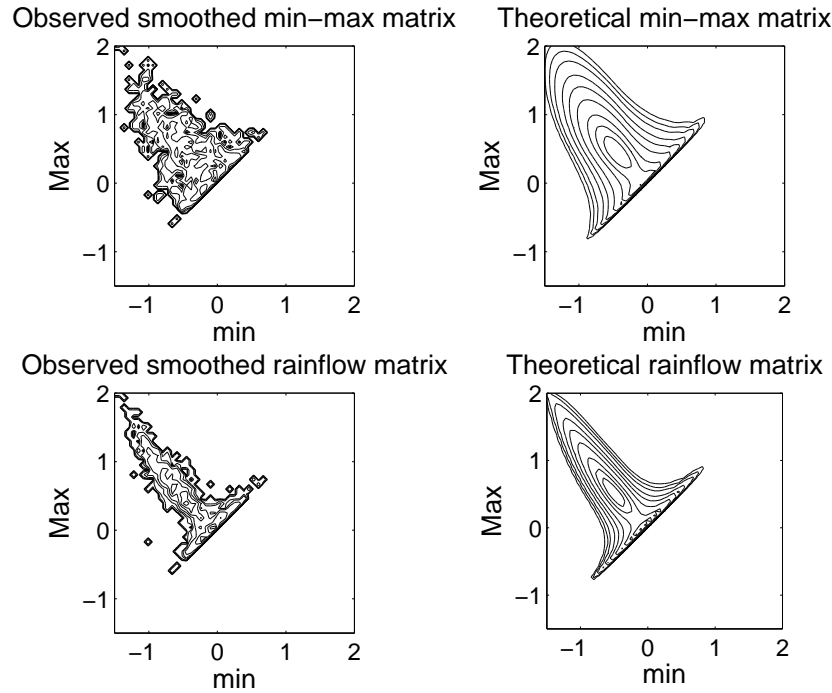 Observed smoothed min−max matrix
2
1
0
−1
Max
−1 0 1 2
min
Theoretical min−max matrix
2
1
0
−1
Max
−1 0 1 2
min
Observed smoothed rainflow matrix
2
1
0
−1
Max
−1 0 1 2
min
Theoretical rainflow matrix
2
1
0
−1
Max
−1 0 1 2
min